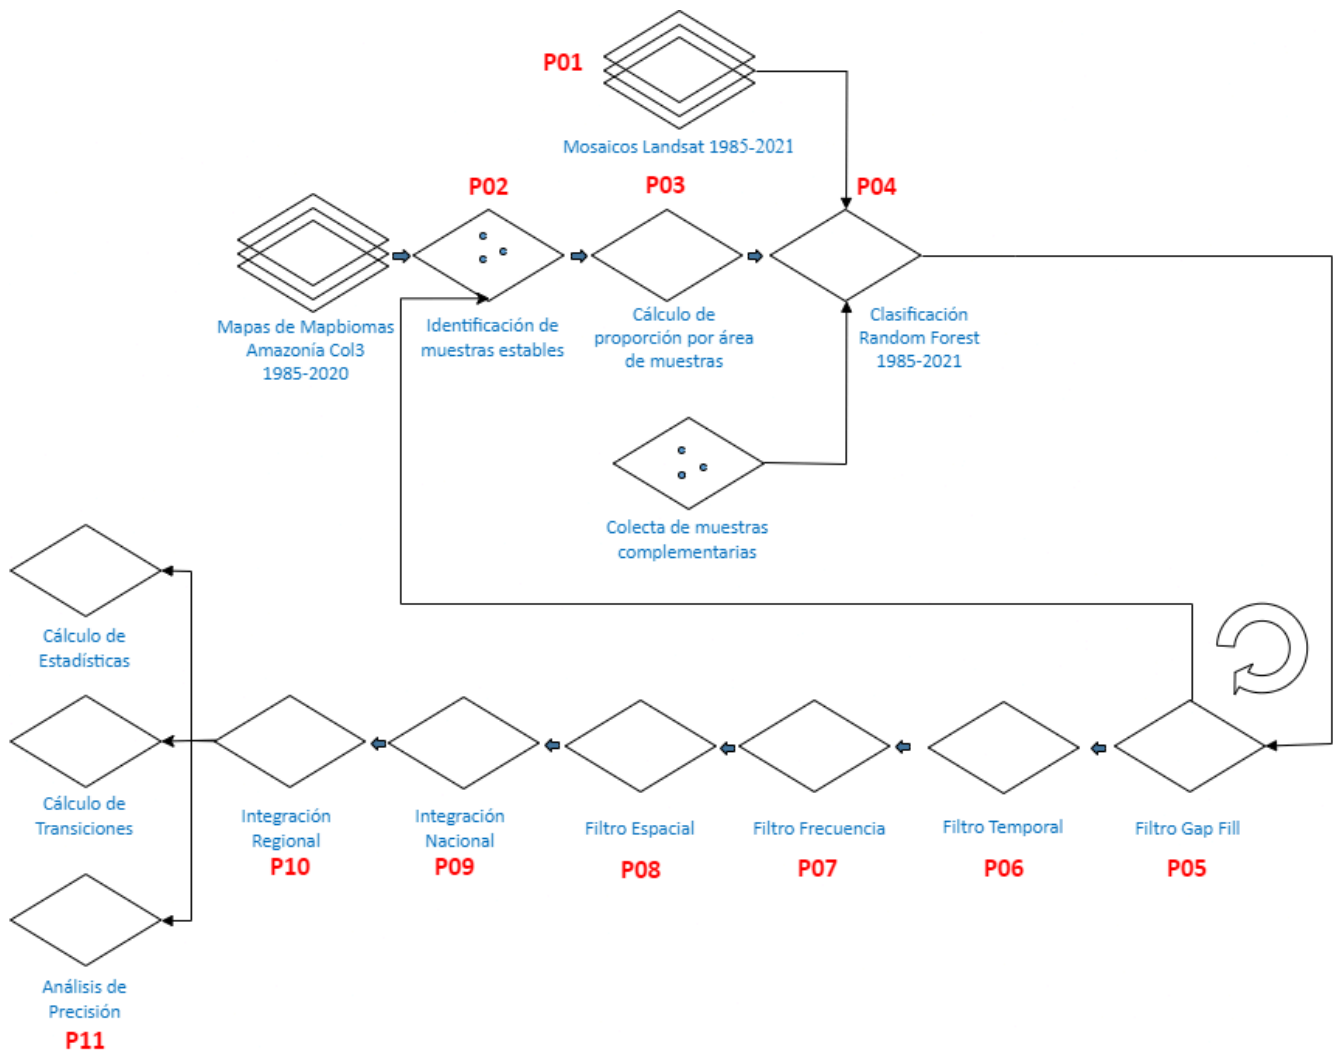 P01
Mosaicos Landsat 1985-2021
P02
P03
P04
Mapas de Mapbiomas
Amazonía Col3
1985-2020
Identificación de
muestras estables
Cálculo de
proporción por área
de muestras
Clasificación
Random Forest
1985-2021
Colecta de muestras
complementarias
Cálculo de
Estadísticas
Cálculo de
Transiciones
Integración
Regional
P10
Integración
Nacional
P09
Filtro Espacial
P08
Filtro Frecuencia
P07
Filtro Temporal
P06
Filtro Gap Fill
P05
Análisis de
Precisión
P11